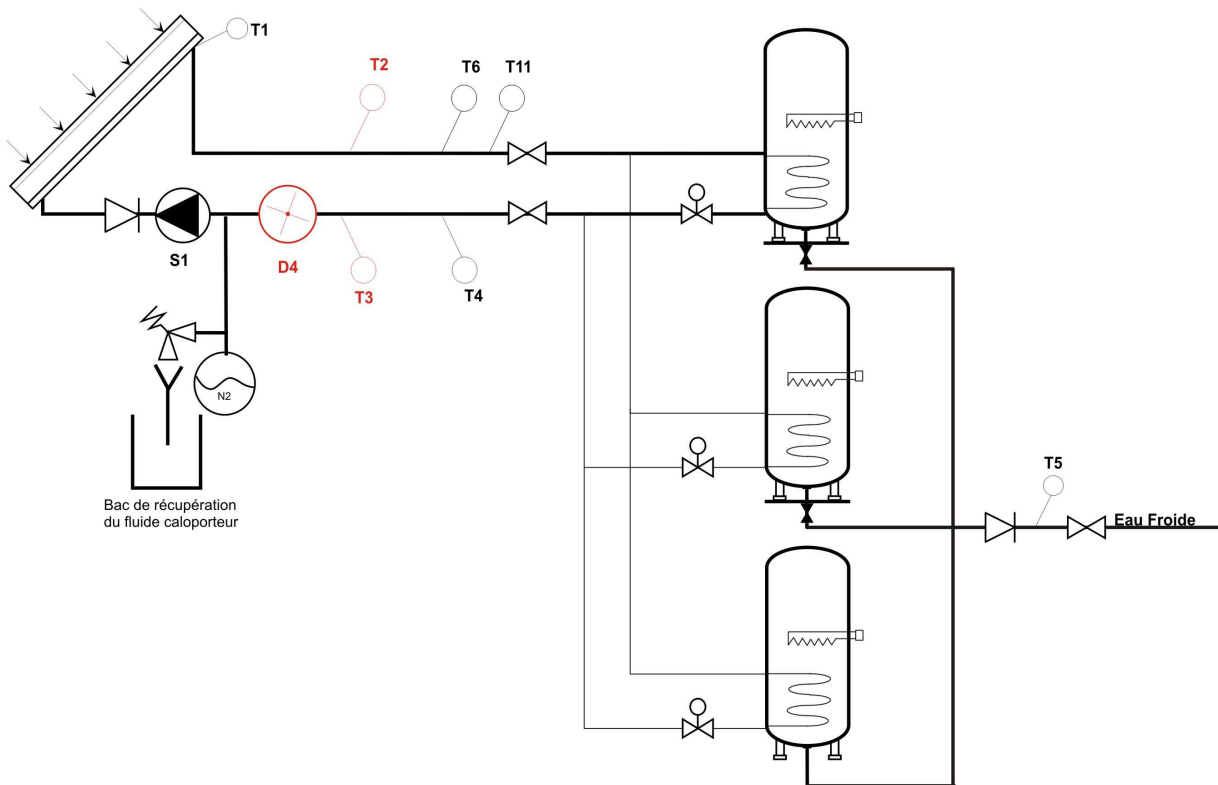 T1
T2
T6
T11
S1
D4
T3
T4
N2
Bac de récupération
du fluide caloporteur
T5
Eau Froide